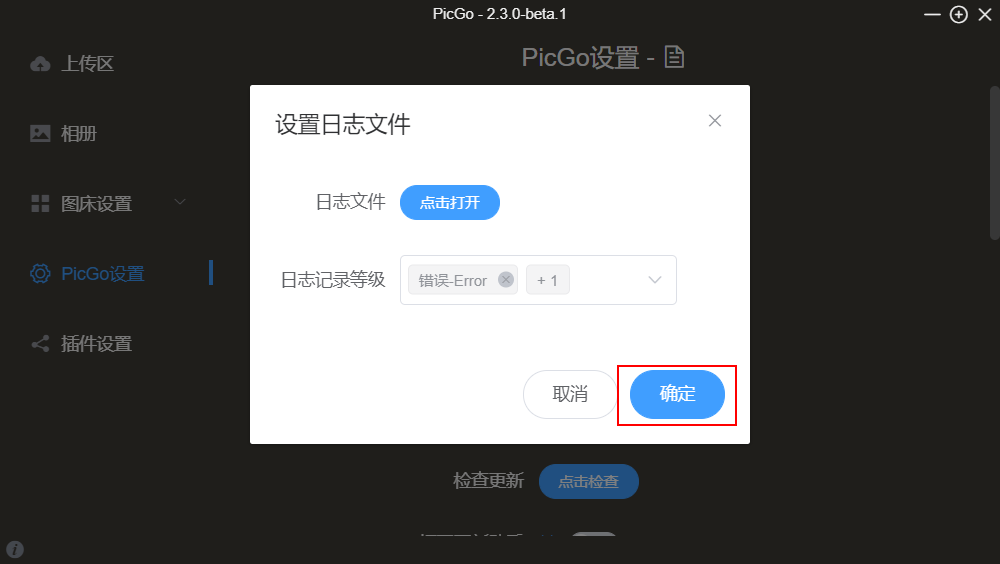 PicGo - 2.3.0-beta.1
上传区
相册
图床设置
PicGo设置
插件设置
PicGo设置 -
设置日志文件
日志文件 点击打开
日志记录等级 错误-Error + 1
取消 确定
检查更新 点击检查